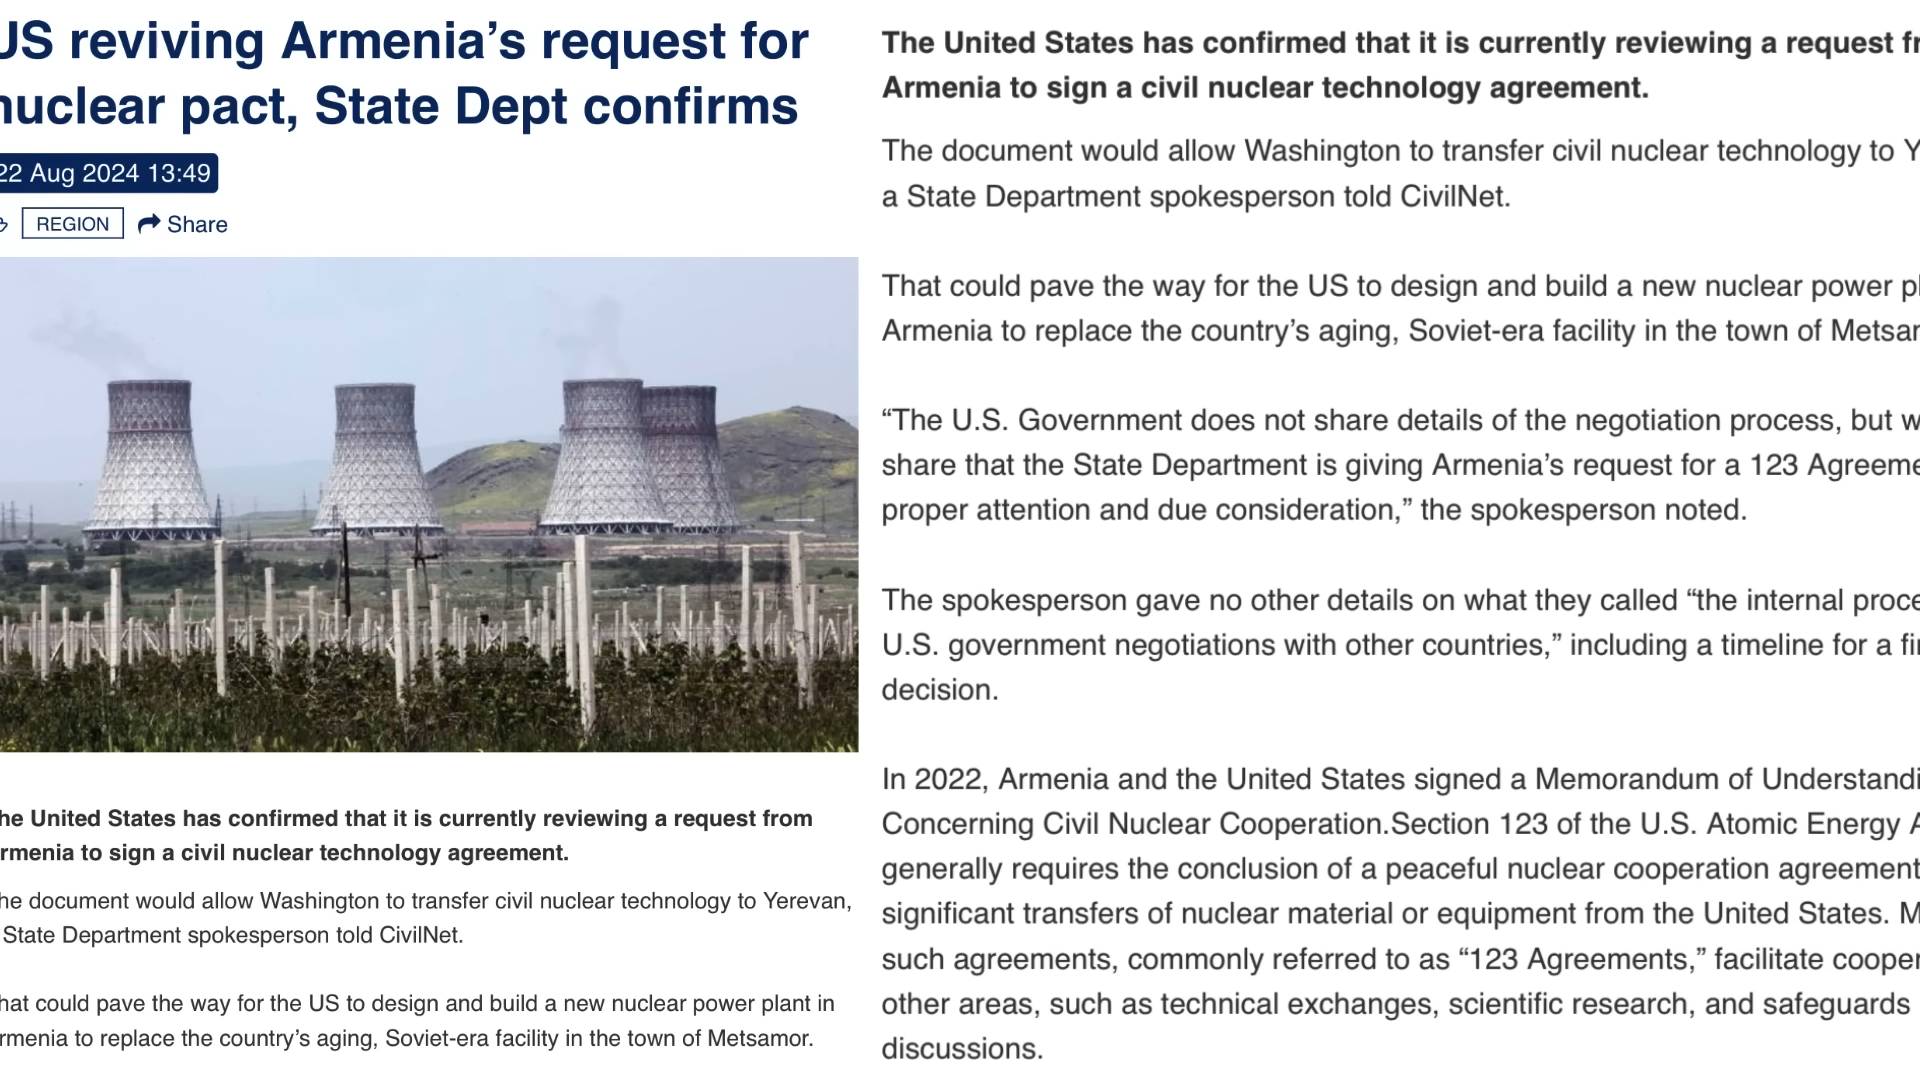 US reviving Armenia’s request for
nuclear pact, State Dept confirms
22 Aug 2024 13:49
REGION
Share
The United States has confirmed that it is currently reviewing a request from
Armenia to sign a civil nuclear technology agreement.
The document would allow Washington to transfer civil nuclear technology to Yerevan,
State Department spokesperson told CivilNet.
That could pave the way for the US to design and build a new nuclear power plant in
Armenia to replace the country’s aging, Soviet-era facility in the town of Metsamor.
The United States has confirmed that it is currently reviewing a request
Armenia to sign a civil nuclear technology agreement.
The document would allow Washington to transfer civil nuclear technology to
a State Department spokesperson told CivilNet.
That could pave the way for the US to design and build a new nuclear power
Armenia to replace the country’s aging, Soviet-era facility in the town of Metsamor
“The U.S. Government does not share details of the negotiation process, but
share that the State Department is giving Armenia’s request for a 123 Agreement
proper attention and due consideration,” the spokesperson noted.
The spokesperson gave no other details on what they called “the internal
U.S. government negotiations with other countries,” including a timeline for a
decision.
In 2022, Armenia and the United States signed a Memorandum of Understanding
Concerning Civil Nuclear Cooperation.Section 123 of the U.S. Atomic Energy
generally requires the conclusion of a peaceful nuclear cooperation agreement
significant transfers of nuclear material or equipment from the United States.
such agreements, commonly referred to as “123 Agreements,” facilitate
other areas, such as technical exchanges, scientific research, and safeguards
discussions.